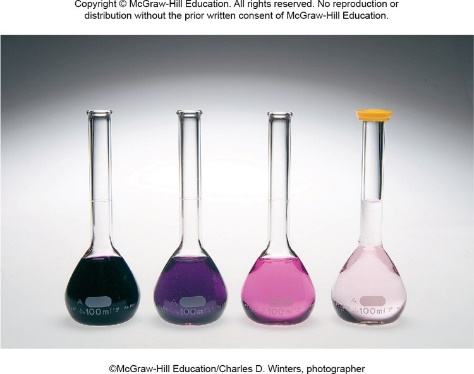 Copyright © McGraw-Hill Education. All rights reserved. No reproduction or
distribution without the prior written consent of McGraw-Hill Education.
A A A A
100ml 100ml 100ml 100ml
©McGraw-Hill Education/Charles D. Winters, photographer